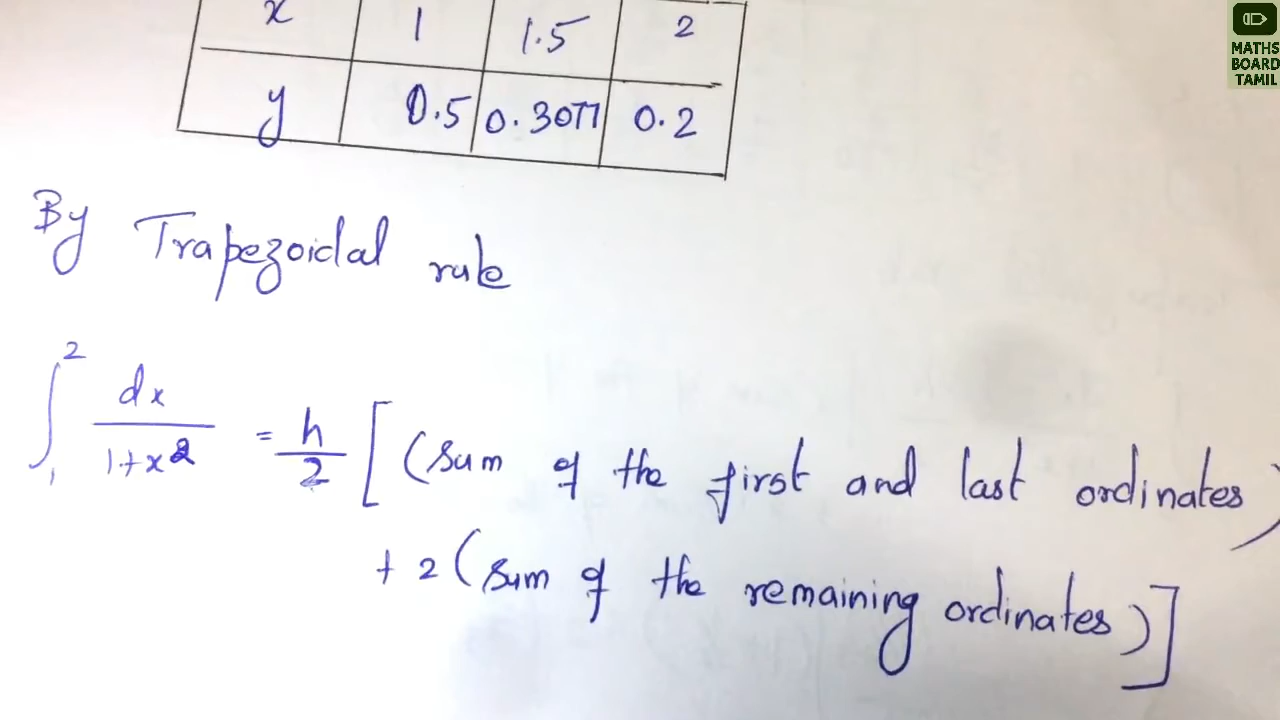 x 1 1.5 2
y 0.5 0.3077 0.2
By Trapezoidal rule
∫₁² dx/(1+x²) = h/2 [(sum of the first and last ordinates)
+ 2 (sum of the remaining ordinates)]
MATHS
BOARD
TAMIL